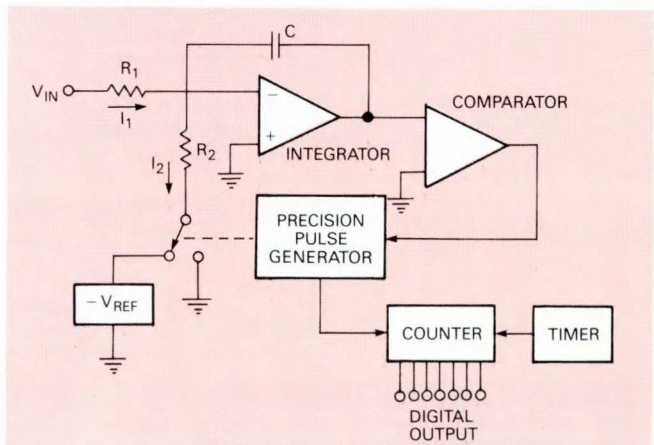 C
R₁
V_IN
I₁
−
+
INTEGRATOR
COMPARATOR
R₂
I₂
PRECISION
PULSE
GENERATOR
− V_REF
COUNTER
TIMER
DIGITAL
OUTPUT